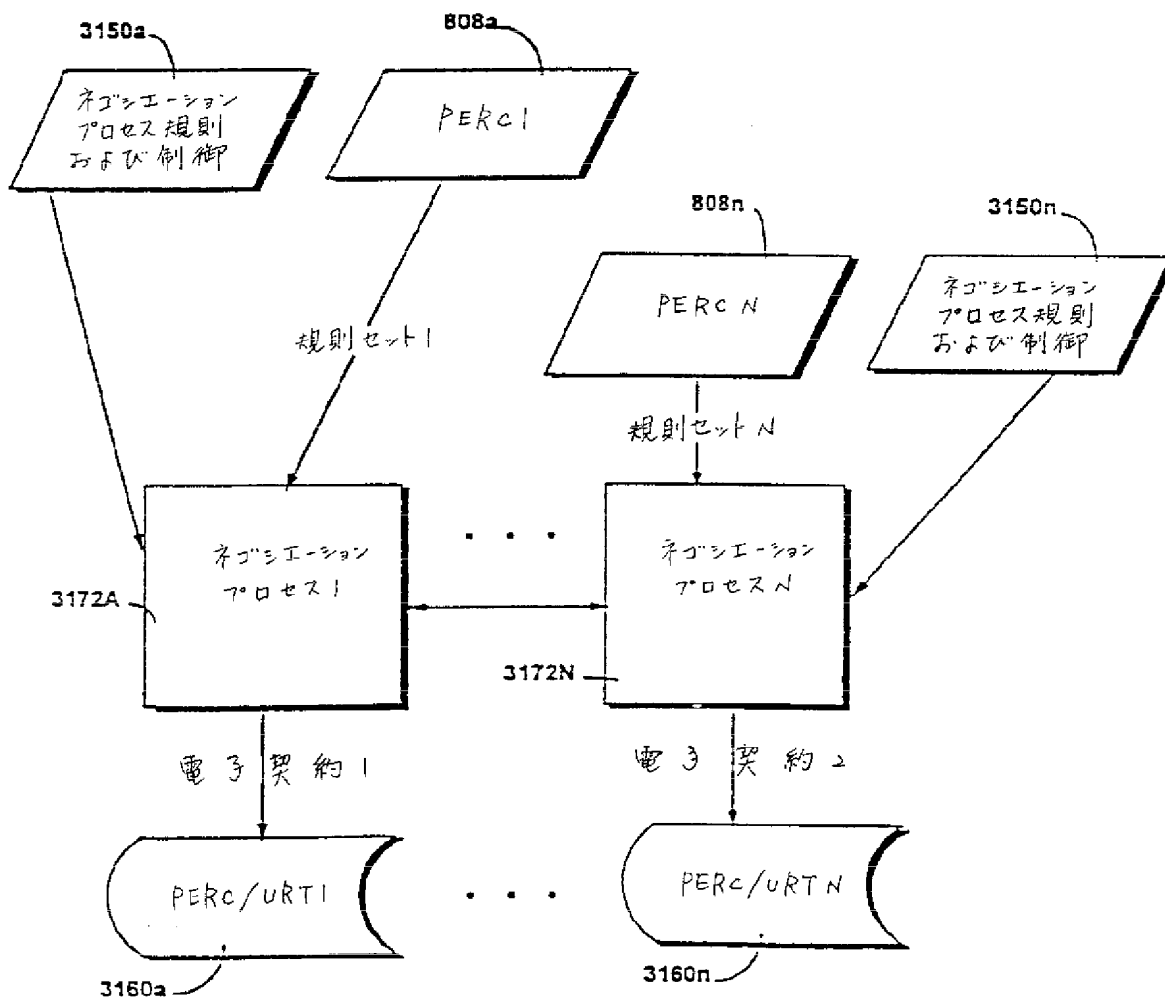 3150a
808a
ネゴシエーション
プロセス規則
および制御
PERC1
808n
3150n
PERC N
ネゴシエーション
プロセス規則
および制御
規則セット1
規則セットN
ネゴシエーション
プロセス1
. . .
ネゴシエーション
プロセスN
3172A
3172N
電子契約1
電子契約2
PERC/URT1
. . .
PERC/URTN
3160a
3160n